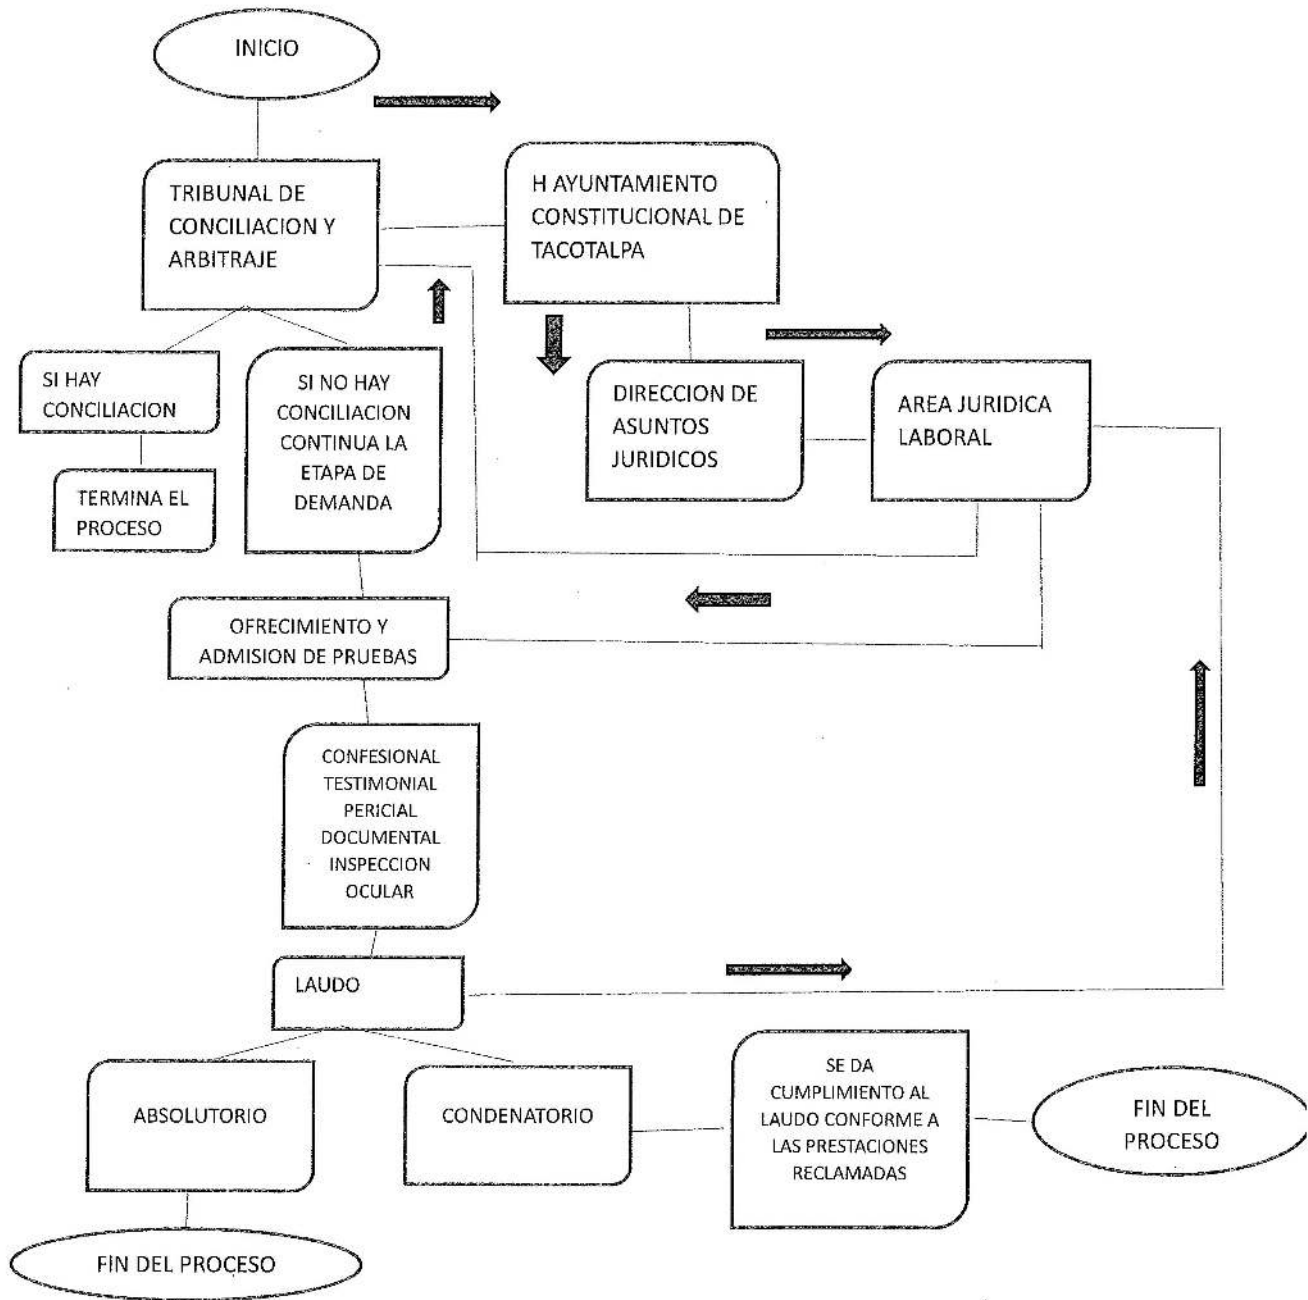 INICIO
TRIBUNAL DE
CONCILIACION Y
ARBITRAJE
H AYUNTAMIENTO
CONSTITUCIONAL DE
TACOTALPA
SI HAY
CONCILIACION
TERMINA EL
PROCESO
SI NO HAY
CONCILIACION
CONTINUA LA
ETAPA DE
DEMANDA
DIRECCION DE
ASUNTOS
JURIDICOS
AREA JURIDICA
LABORAL
OFRECIMIENTO Y
ADMISION DE PRUEBAS
CONFESIONAL
TESTIMONIAL
PERICIAL
DOCUMENTAL
INSPECCION
OCULAR
LAUDO
ABSOLUTORIO
CONDENATORIO
SE DA
CUMPLIMIENTO AL
LAUDO CONFORME A
LAS PRESTACIONES
RECLAMADAS
FIN DEL
PROCESO
FIN DEL PROCESO